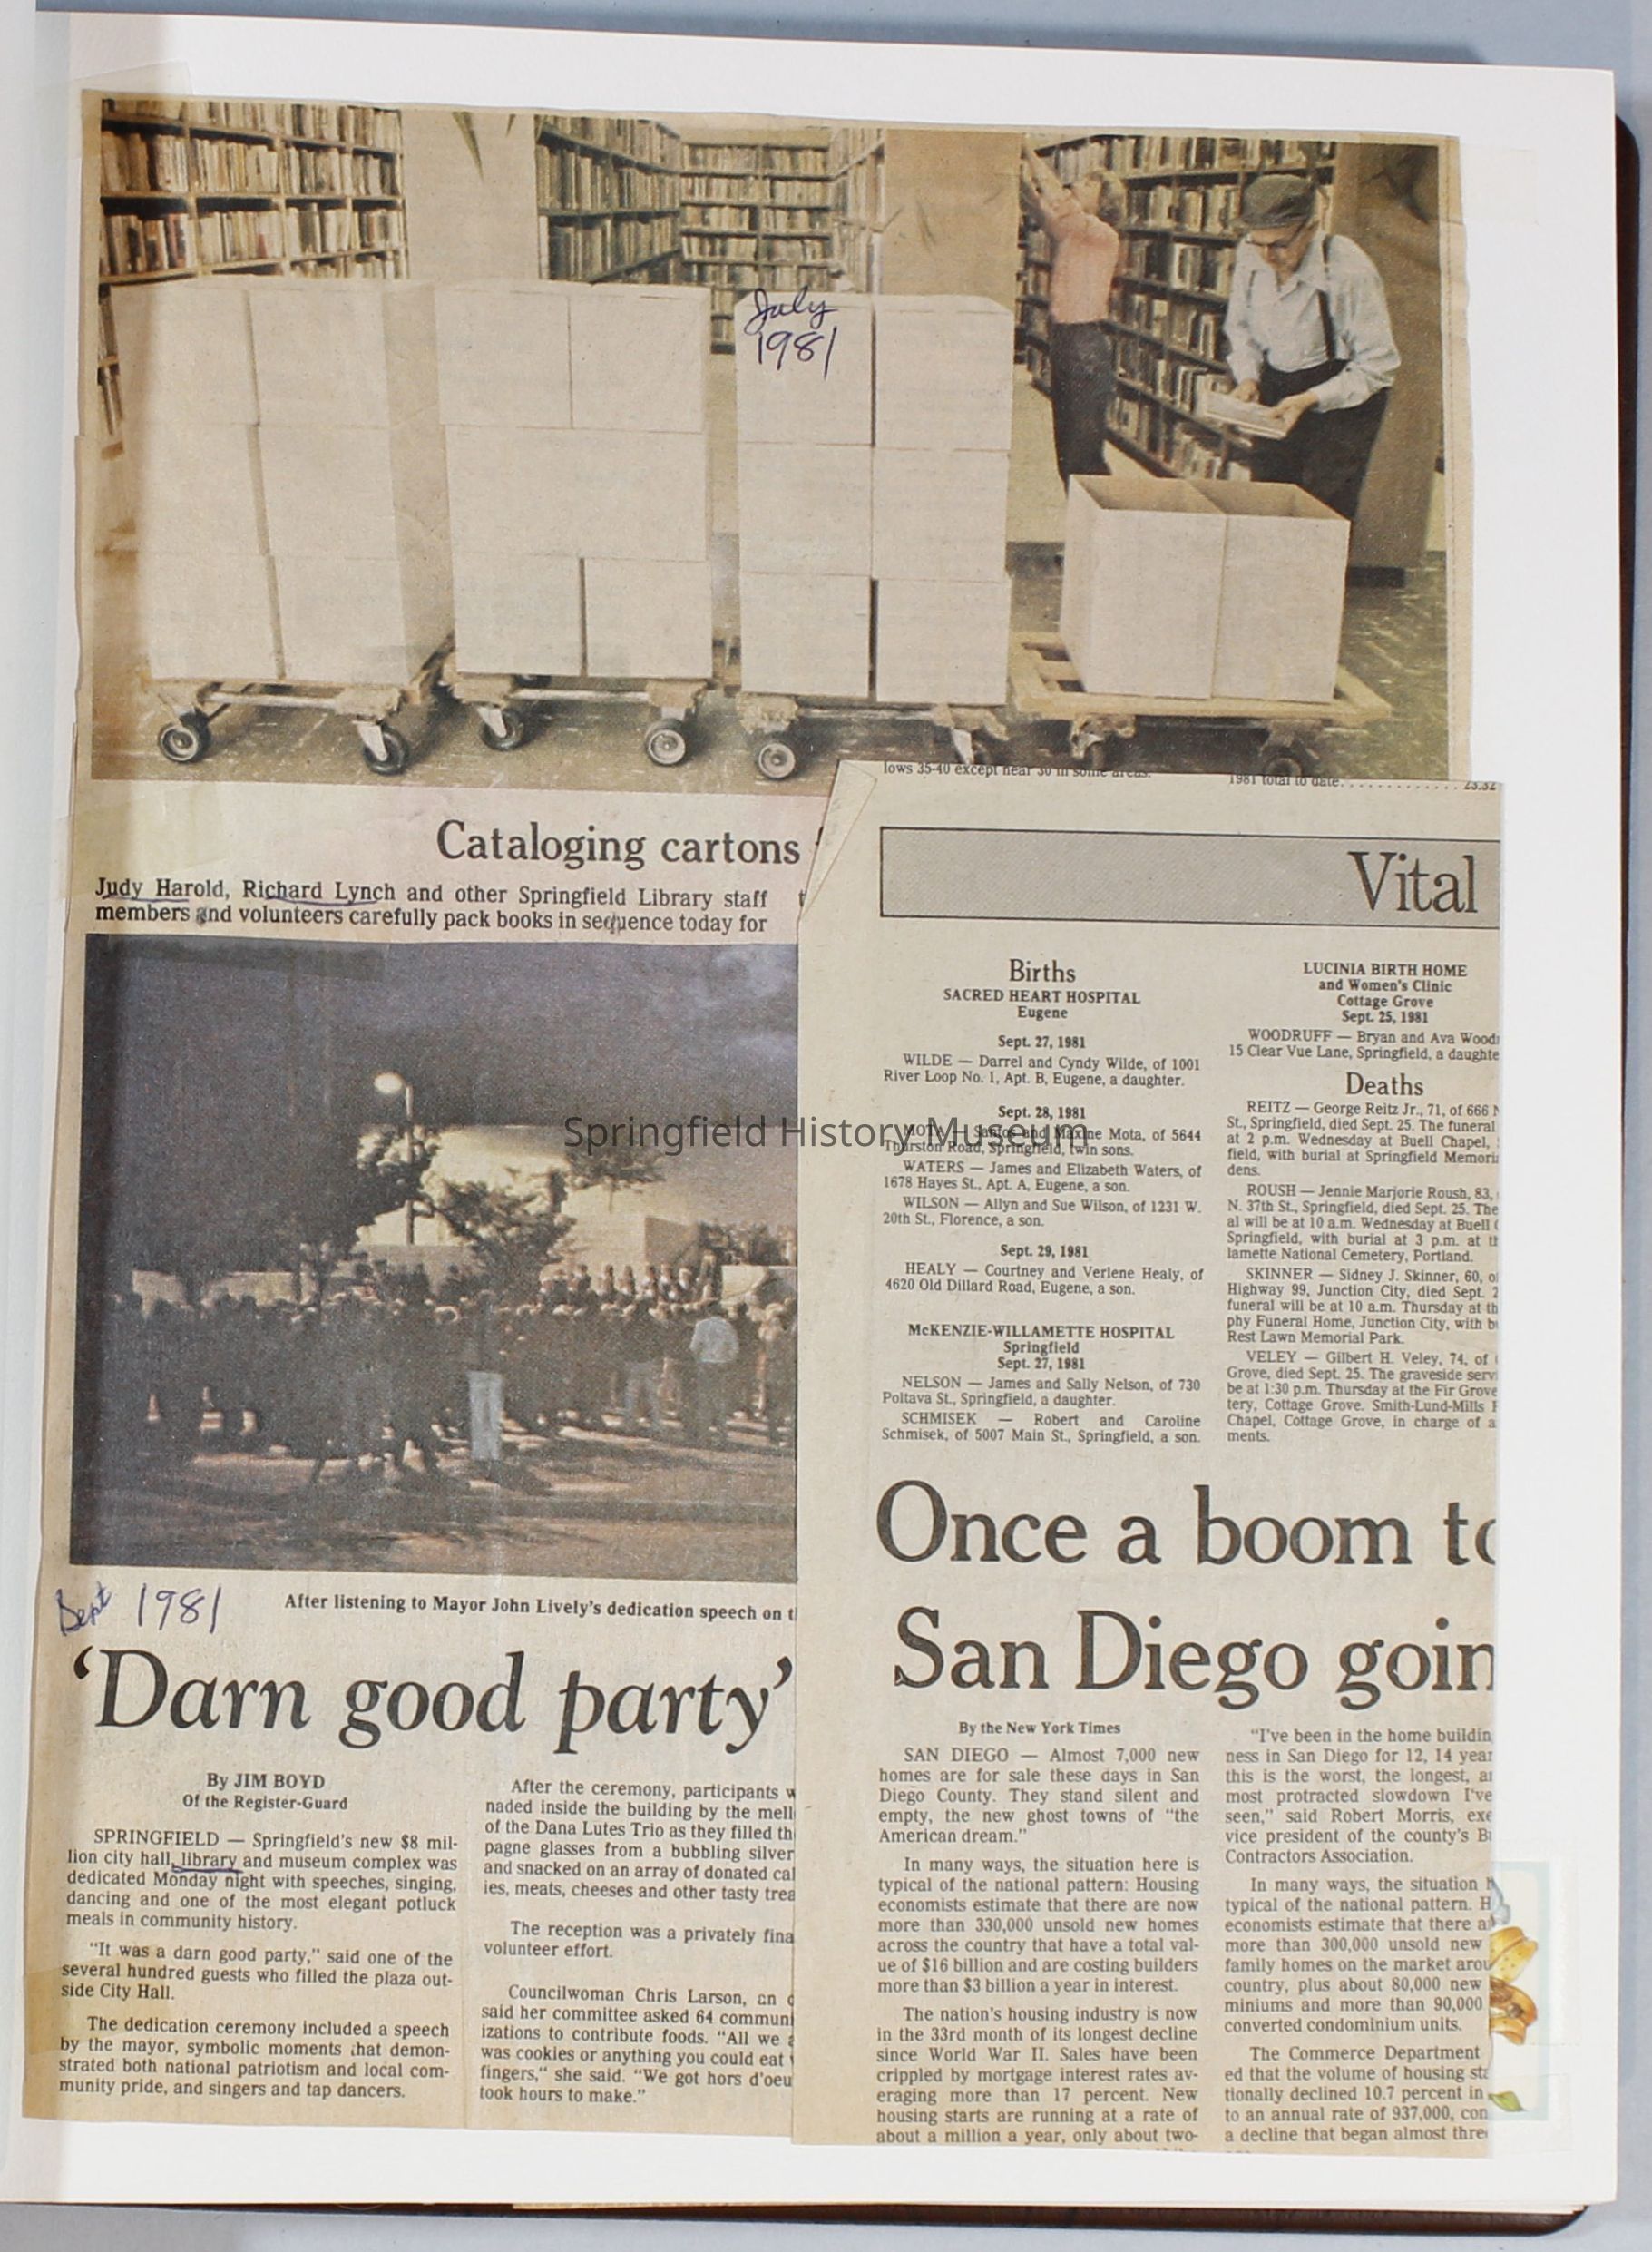 July
1981
Cataloging cartons
Judy Harold, Richard Lynch and other Springfield Library staff
members and volunteers carefully pack books in sequence today for
Sept 1981
After listening to Mayor John Lively's dedication speech on
'Darn good party'
By JIM BOYD
Of the Register-Guard
SPRINGFIELD — Springfield's new $8 mil-
lion city hall, library and museum complex was
dedicated Monday night with speeches, singing,
dancing and one of the most elegant potluck
meals in community history.
"It was a darn good party," said one of the
several hundred guests who filled the plaza out-
side City Hall.
The dedication ceremony included a speech
by the mayor, symbolic moments that demon-
strated both national patriotism and local com-
munity pride, and singers and tap dancers.
After the ceremony, participants
naded inside the building by the
of the Dana Lutes Trio as they filled
pagne glasses from a bubbling silver
and snacked on an array of donated
ies, meats, cheeses and other tasty
The reception was a privately
volunteer effort.
Councilwoman Chris Larson, an
said her committee asked 64
izations to contribute foods. "All we
was cookies or anything you could eat
fingers," she said. "We got hors
took hours to make."
lows 35-40 except near 30 in some areas.
1981 total to date. . . . . . . . . . . . . 23.32
Vital
Births
SACRED HEART HOSPITAL
Eugene
Sept. 27, 1981
WILDE — Darrel and Cyndy Wilde, of 1001
River Loop No. 1, Apt. B, Eugene, a daughter.
Sept. 28, 1981
MOTA — Santos and Maxine Mota, of 5644
Thurston Road, Springfield, twin sons.
WATERS — James and Elizabeth Waters, of
1678 Hayes St., Apt. A, Eugene, a son.
WILSON — Allyn and Sue Wilson, of 1231 W.
20th St., Florence, a son.
Sept. 29, 1981
HEALY — Courtney and Verlene Healy, of
4620 Old Dillard Road, Eugene, a son.
McKENZIE-WILLAMETTE HOSPITAL
Springfield
Sept. 27, 1981
NELSON — James and Sally Nelson, of 730
Poltava St., Springfield, a daughter.
SCHMISEK — Robert and Caroline
Schmisek, of 5007 Main St., Springfield, a son.
LUCINIA BIRTH HOME
and Women's Clinic
Cottage Grove
Sept. 25, 1981
WOODRUFF — Bryan and Ava
15 Clear Vue Lane, Springfield, a
Deaths
REITZ — George Reitz Jr., 71, of 666
St., Springfield, died Sept. 25. The funeral
at 2 p.m. Wednesday at Buell Chapel,
field, with burial at Springfield
dens.
ROUSH — Jennie Marjorie Roush, 83,
N. 37th St., Springfield, died Sept. 25. The
al will be at 10 a.m. Wednesday at Buell
Springfield, with burial at 3 p.m. at
lamette National Cemetery, Portland.
SKINNER — Sidney J. Skinner, 60,
Highway 99, Junction City, died Sept.
funeral will be at 10 a.m. Thursday at
phy Funeral Home, Junction City, with
Rest Lawn Memorial Park.
VELEY — Gilbert H. Veley, 74, of
Grove, died Sept. 25. The graveside
be at 1:30 p.m. Thursday at the Fir Grove
tery, Cottage Grove. Smith-Lund-Mills
Chapel, Cottage Grove, in charge of
ments.
Once a boom
San Diego goin
By the New York Times
SAN DIEGO — Almost 7,000 new
homes are for sale these days in San
Diego County. They stand silent and
empty, the new ghost towns of "the
American dream."
In many ways, the situation here is
typical of the national pattern: Housing
economists estimate that there are now
more than 330,000 unsold new homes
across the country that have a total val-
ue of $16 billion and are costing builders
more than $3 billion a year in interest.
The nation's housing industry is now
in the 33rd month of its longest decline
since World War II. Sales have been
crippled by mortgage interest rates av-
eraging more than 17 percent. New
housing starts are running at a rate of
about a million a year, only about two-
"I've been in the home buildin
ness in San Diego for 12, 14
this is the worst, the longest,
most protracted slowdown I've
seen," said Robert Morris,
vice president of the county's
Contractors Association.
In many ways, the situation
typical of the national pattern.
economists estimate that there
more than 300,000 unsold new
family homes on the market
country, plus about 80,000 new
miniums and more than 90,000
converted condominium units.
The Commerce Department
ed that the volume of housing
tionally declined 10.7 percent in
to an annual rate of 937,000,
a decline that began almost
Springfield History Museum